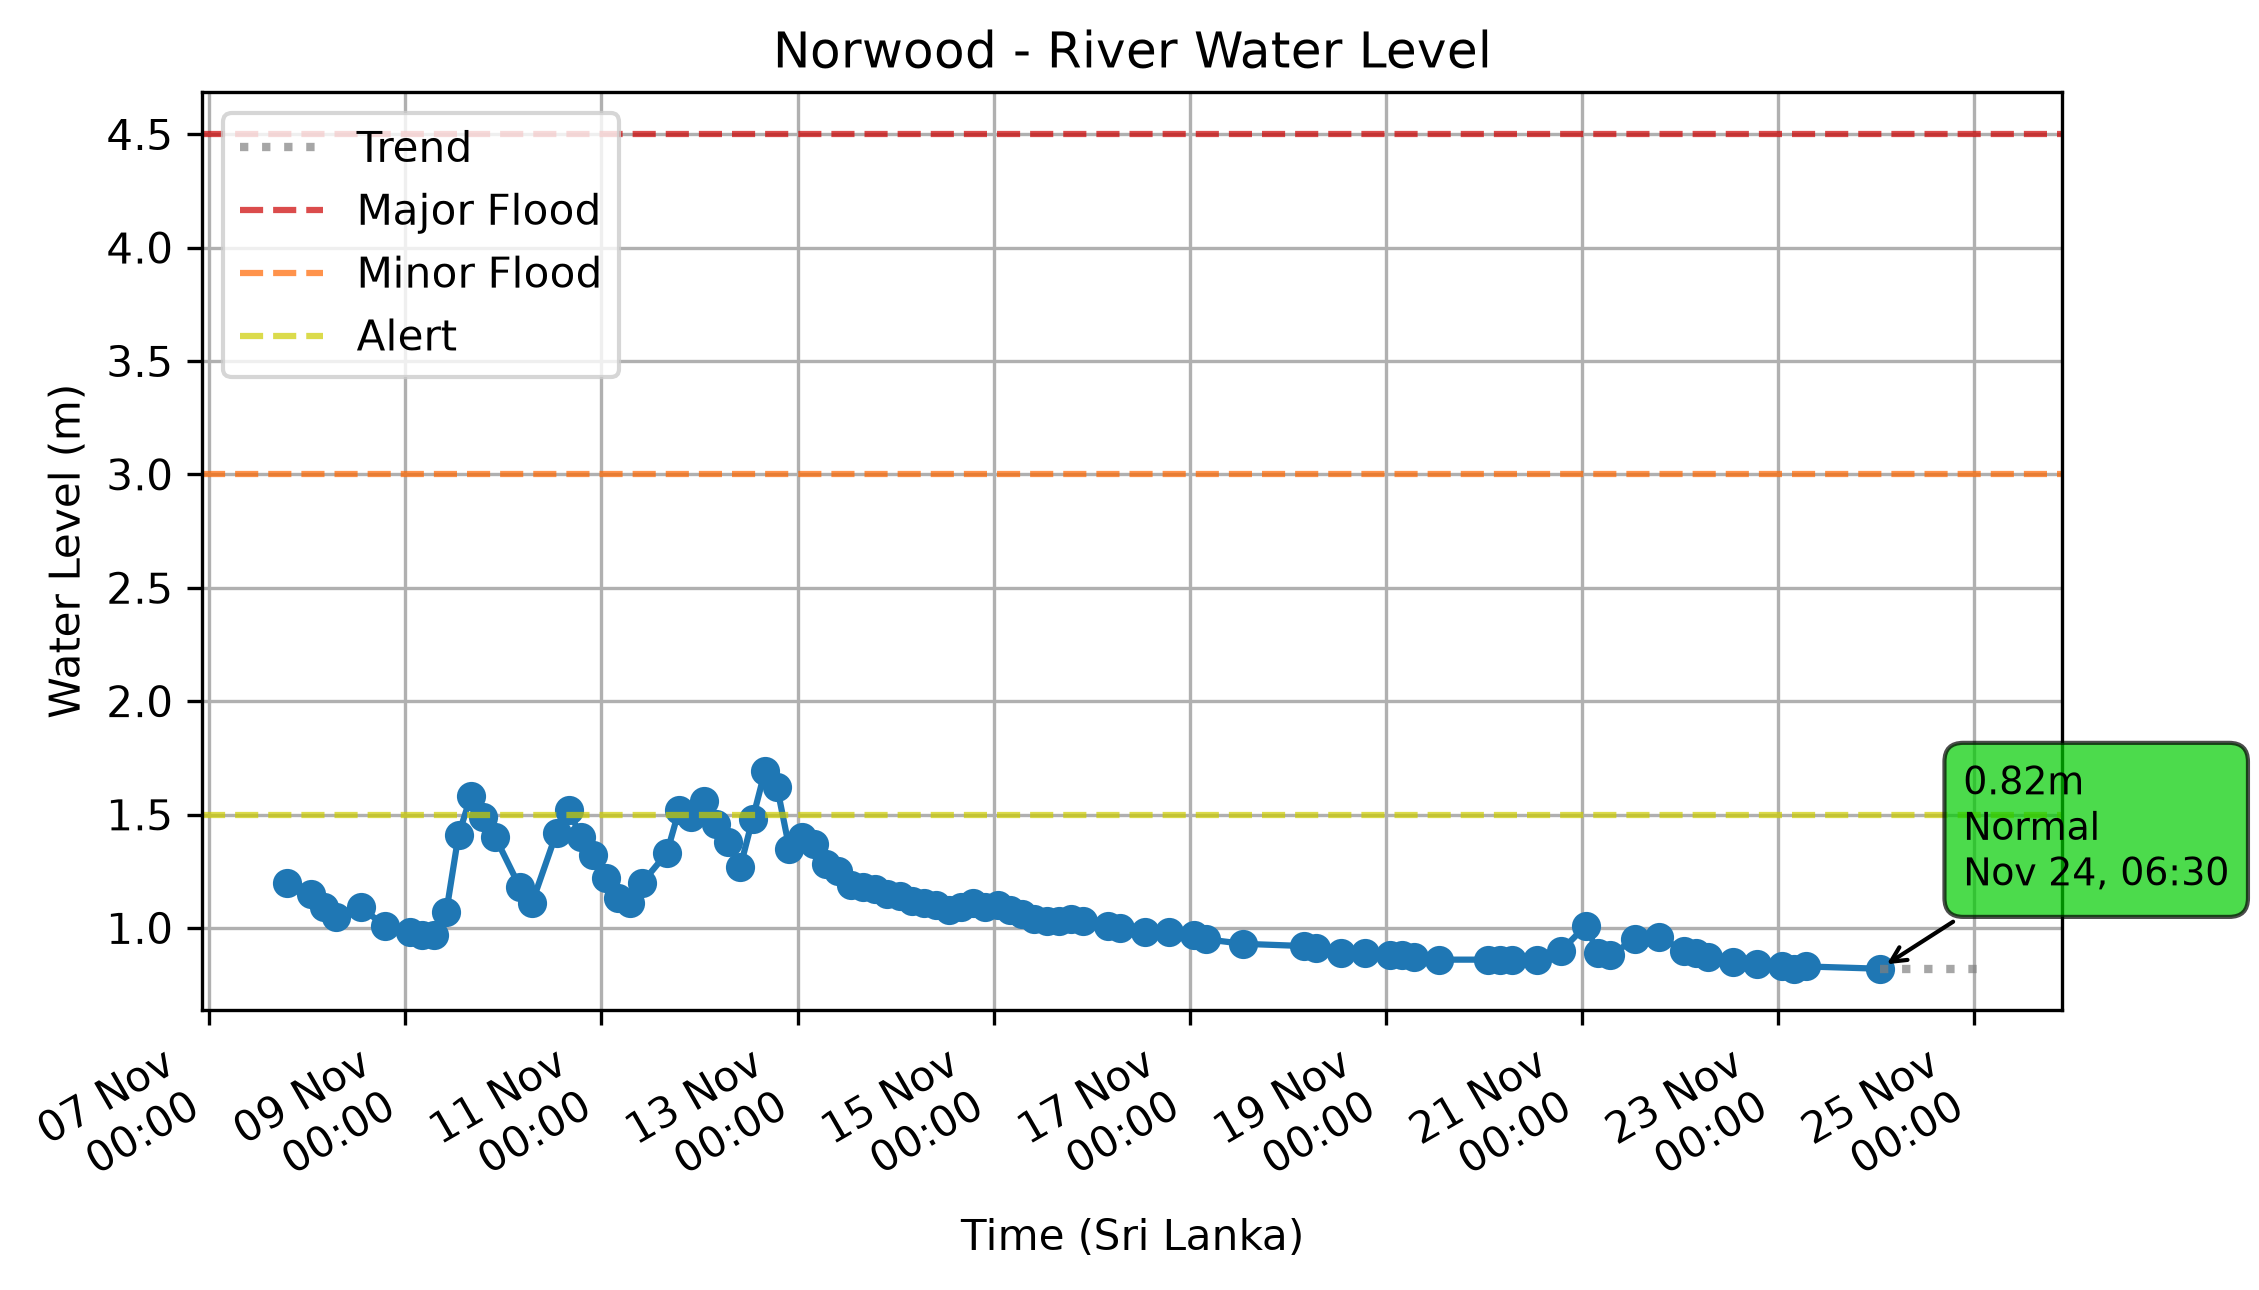 Norwood - River Water Level
Trend
Major Flood
Minor Flood
Alert
4.5
4.0
3.5
3.0
2.5
2.0
1.5
1.0
Water Level (m)
0.82m
Normal
Nov 24, 06:30
07 Nov
00:00
09 Nov
00:00
11 Nov
00:00
13 Nov
00:00
15 Nov
00:00
17 Nov
00:00
19 Nov
00:00
21 Nov
00:00
23 Nov
00:00
25 Nov
00:00
Time (Sri Lanka)